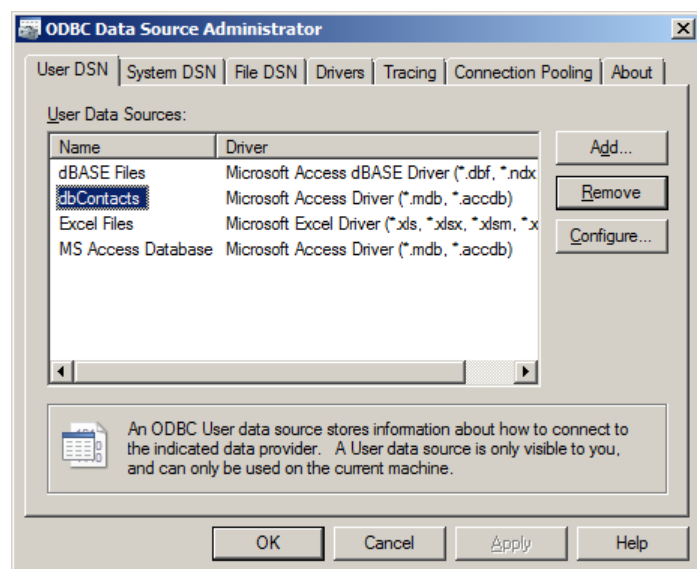 ODBC Data Source Administrator
User DSN System DSN File DSN Drivers Tracing Connection Pooling About
User Data Sources:
Name Driver
dBASE Files Microsoft Access dBASE Driver (*.dbf, *.ndx
dbContacts Microsoft Access Driver (*.mdb, *.accdb)
Excel Files Microsoft Excel Driver (*.xls, *.xlsx, *.xlsm, *.x
MS Access Database Microsoft Access Driver (*.mdb, *.accdb)
Add...
Remove
Configure...
An ODBC User data source stores information about how to connect to
the indicated data provider. A User data source is only visible to you,
and can only be used on the current machine.
OK Cancel Apply Help